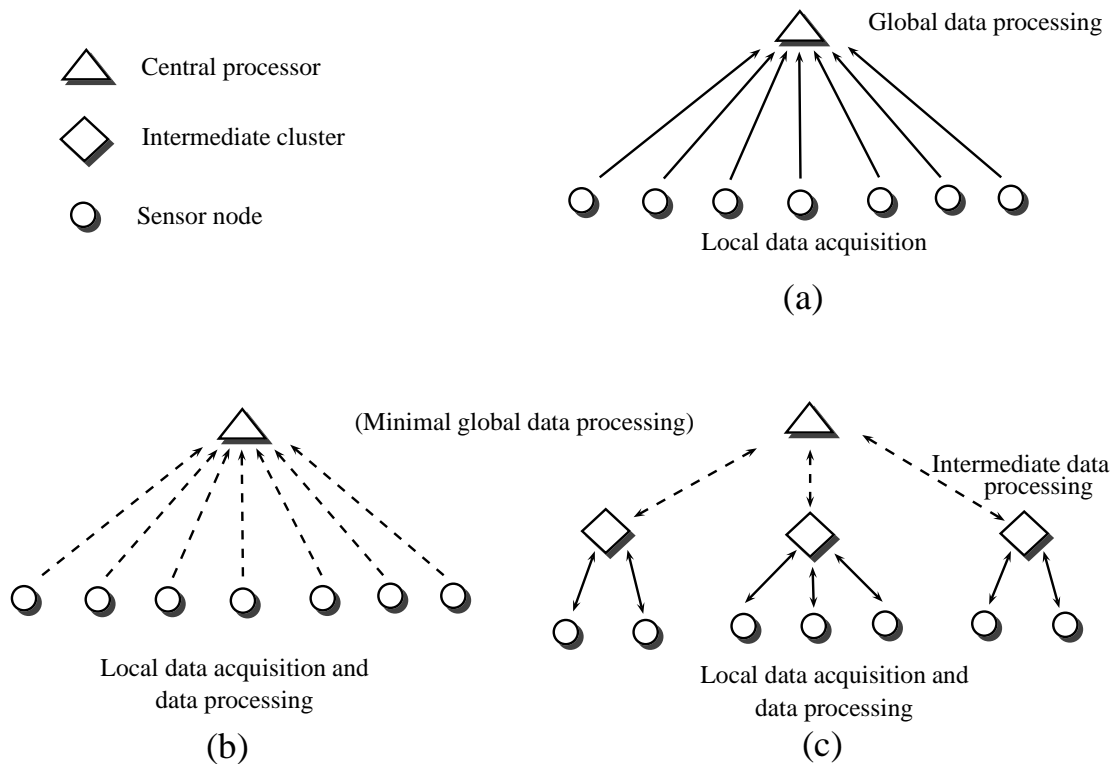 Central processor
Intermediate cluster
Sensor node
Global data processing
Local data acquisition
(a)
(Minimal global data processing)
Local data acquisition and
data processing
(b)
Intermediate data
processing
Local data acquisition and
data processing
(c)